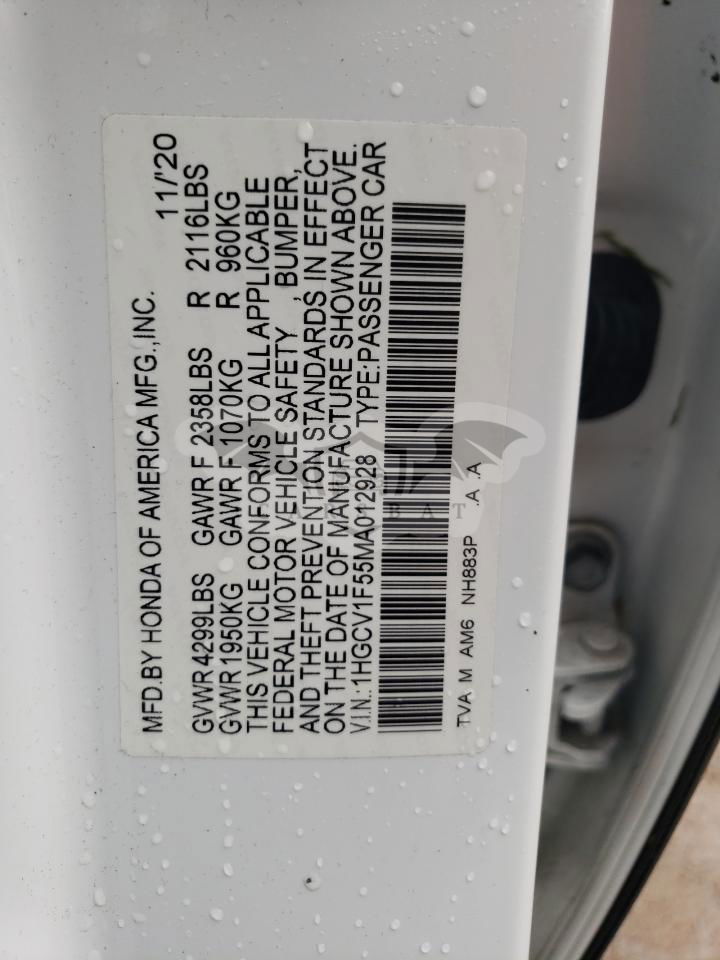 MFD.BY HONDA OF AMERICA MFG.,INC. 11/'20
GVWR 4299LBS GAWR F 2358LBS R 2116LBS
GVWR 1950KG GAWR F 1070KG R 960KG
THIS VEHICLE CONFORMS TO ALL APPLICABLE
FEDERAL MOTOR VEHICLE SAFETY , BUMPER,
AND THEFT PREVENTION STANDARDS, IN EFFECT
ON THE DATE OF MANUFACTURE SHOWN ABOVE.
V.I.N.:1HGCV1F55MA012928 TYPE:PASSENGER CAR
TVA M AM6 NH883P .A .A